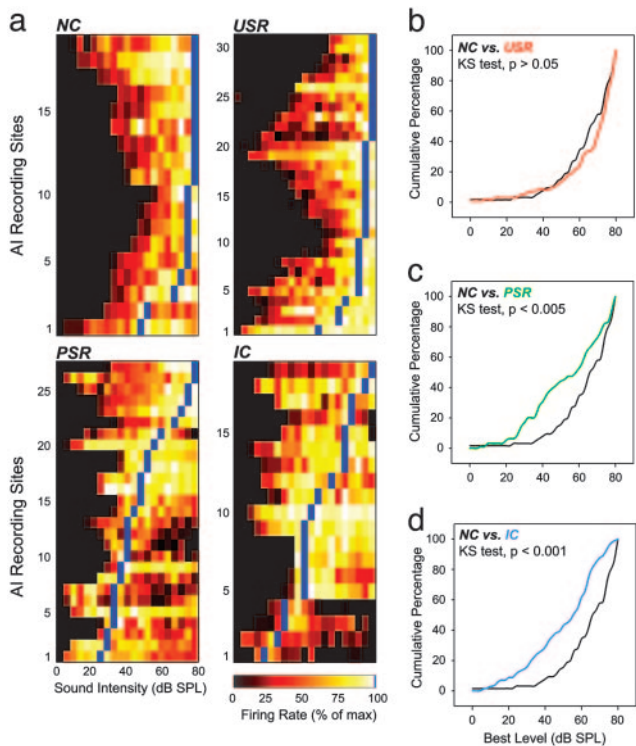 a
NC
USR
AI Recording Sites
15
10
5
1
30
25
20
15
10
5
1
PSR
IC
AI Recording Sites
25
20
15
10
5
1
15
10
5
1
0 20 40 60 80
Sound Intensity (dB SPL)
0 25 50 75 100
Firing Rate (% of max)
b
NC vs. USR
KS test, p > 0.05
Cumulative Percentage
100
80
60
40
20
0
0 20 40 60 80
c
NC vs. PSR
KS test, p < 0.005
Cumulative Percentage
100
80
60
40
20
0
0 20 40 60 80
d
NC vs. IC
KS test, p < 0.001
Cumulative Percentage
100
80
60
40
20
0
0 20 40 60 80
Best Level (dB SPL)